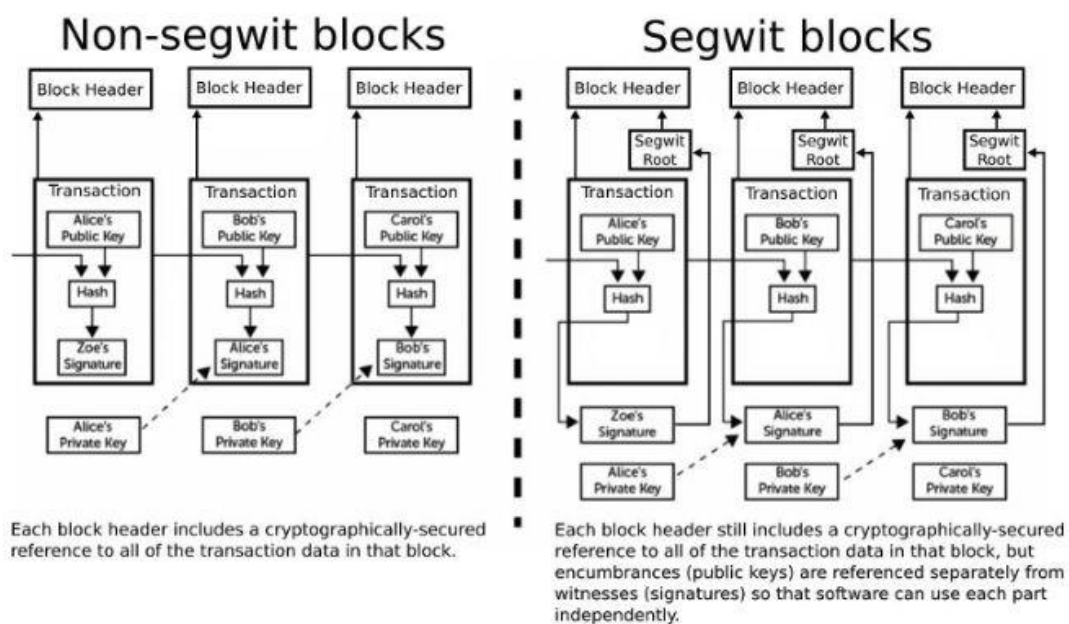 Non-segwit blocks
Block Header
Block Header
Block Header
Transaction
Transaction
Transaction
Alice's
Public Key
Bob's
Public Key
Carol's
Public Key
Hash
Hash
Hash
Zoe's
Signature
Alice's
Signature
Bob's
Signature
Alice's
Private Key
Bob's
Private Key
Carol's
Private Key
Each block header includes a cryptographically-secured
reference to all of the transaction data in that block.
Segwit blocks
Block Header
Block Header
Block Header
Segwit
Root
Segwit
Root
Segwit
Root
Transaction
Transaction
Transaction
Alice's
Public Key
Bob's
Public Key
Carol's
Public Key
Hash
Hash
Hash
Zoe's
Signature
Alice's
Signature
Bob's
Signature
Alice's
Private Key
Bob's
Private Key
Carol's
Private Key
Each block header still includes a cryptographically-secured
reference to all of the transaction data in that block, but
encumbrances (public keys) are referenced separately from
witnesses (signatures) so that software can use each part
independently.